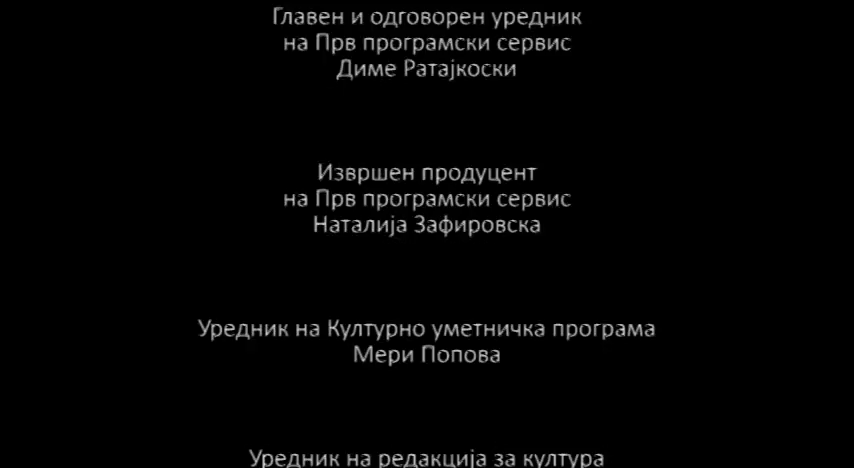 Главен и одговорен уредник
на Прв програмски сервис
Диме Ратајкоски
Извршен продуцент
на Прв програмски сервис
Наталија Зафировска
Уредник на Културно уметничка програма
Мери Попова
Уредник на редакција за култура